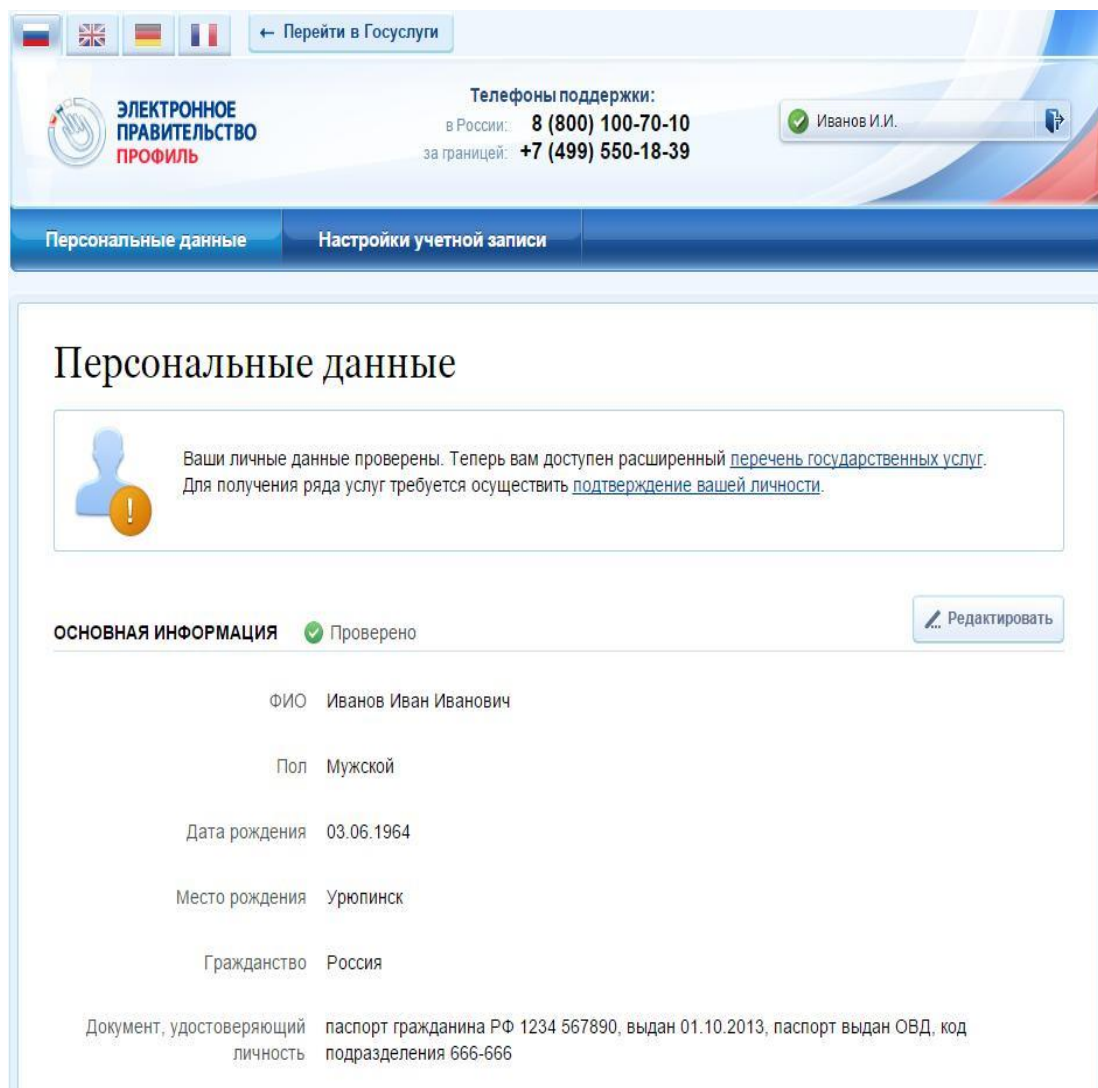 ← Перейти в Госуслуги
ЭЛЕКТРОННОЕ
ПРАВИТЕЛЬСТВО
ПРОФИЛЬ
Телефоны поддержки:
в России: 8 (800) 100-70-10
за границей: +7 (499) 550-18-39
Иванов И.И.
Персональные данные
Настройки учетной записи
Персональные данные
Ваши личные данные проверены. Теперь вам доступен расширенный перечень государственных услуг.
Для получения ряда услуг требуется осуществить подтверждение вашей личности.
ОСНОВНАЯ ИНФОРМАЦИЯ Проверено
Редактировать
ФИО Иванов Иван Иванович
Пол Мужской
Дата рождения 03.06.1964
Место рождения Урюпинск
Гражданство Россия
Документ, удостоверяющий паспорт гражданина РФ 1234 567890, выдан 01.10.2013, паспорт выдан ОВД, код
личность подразделения 666-666